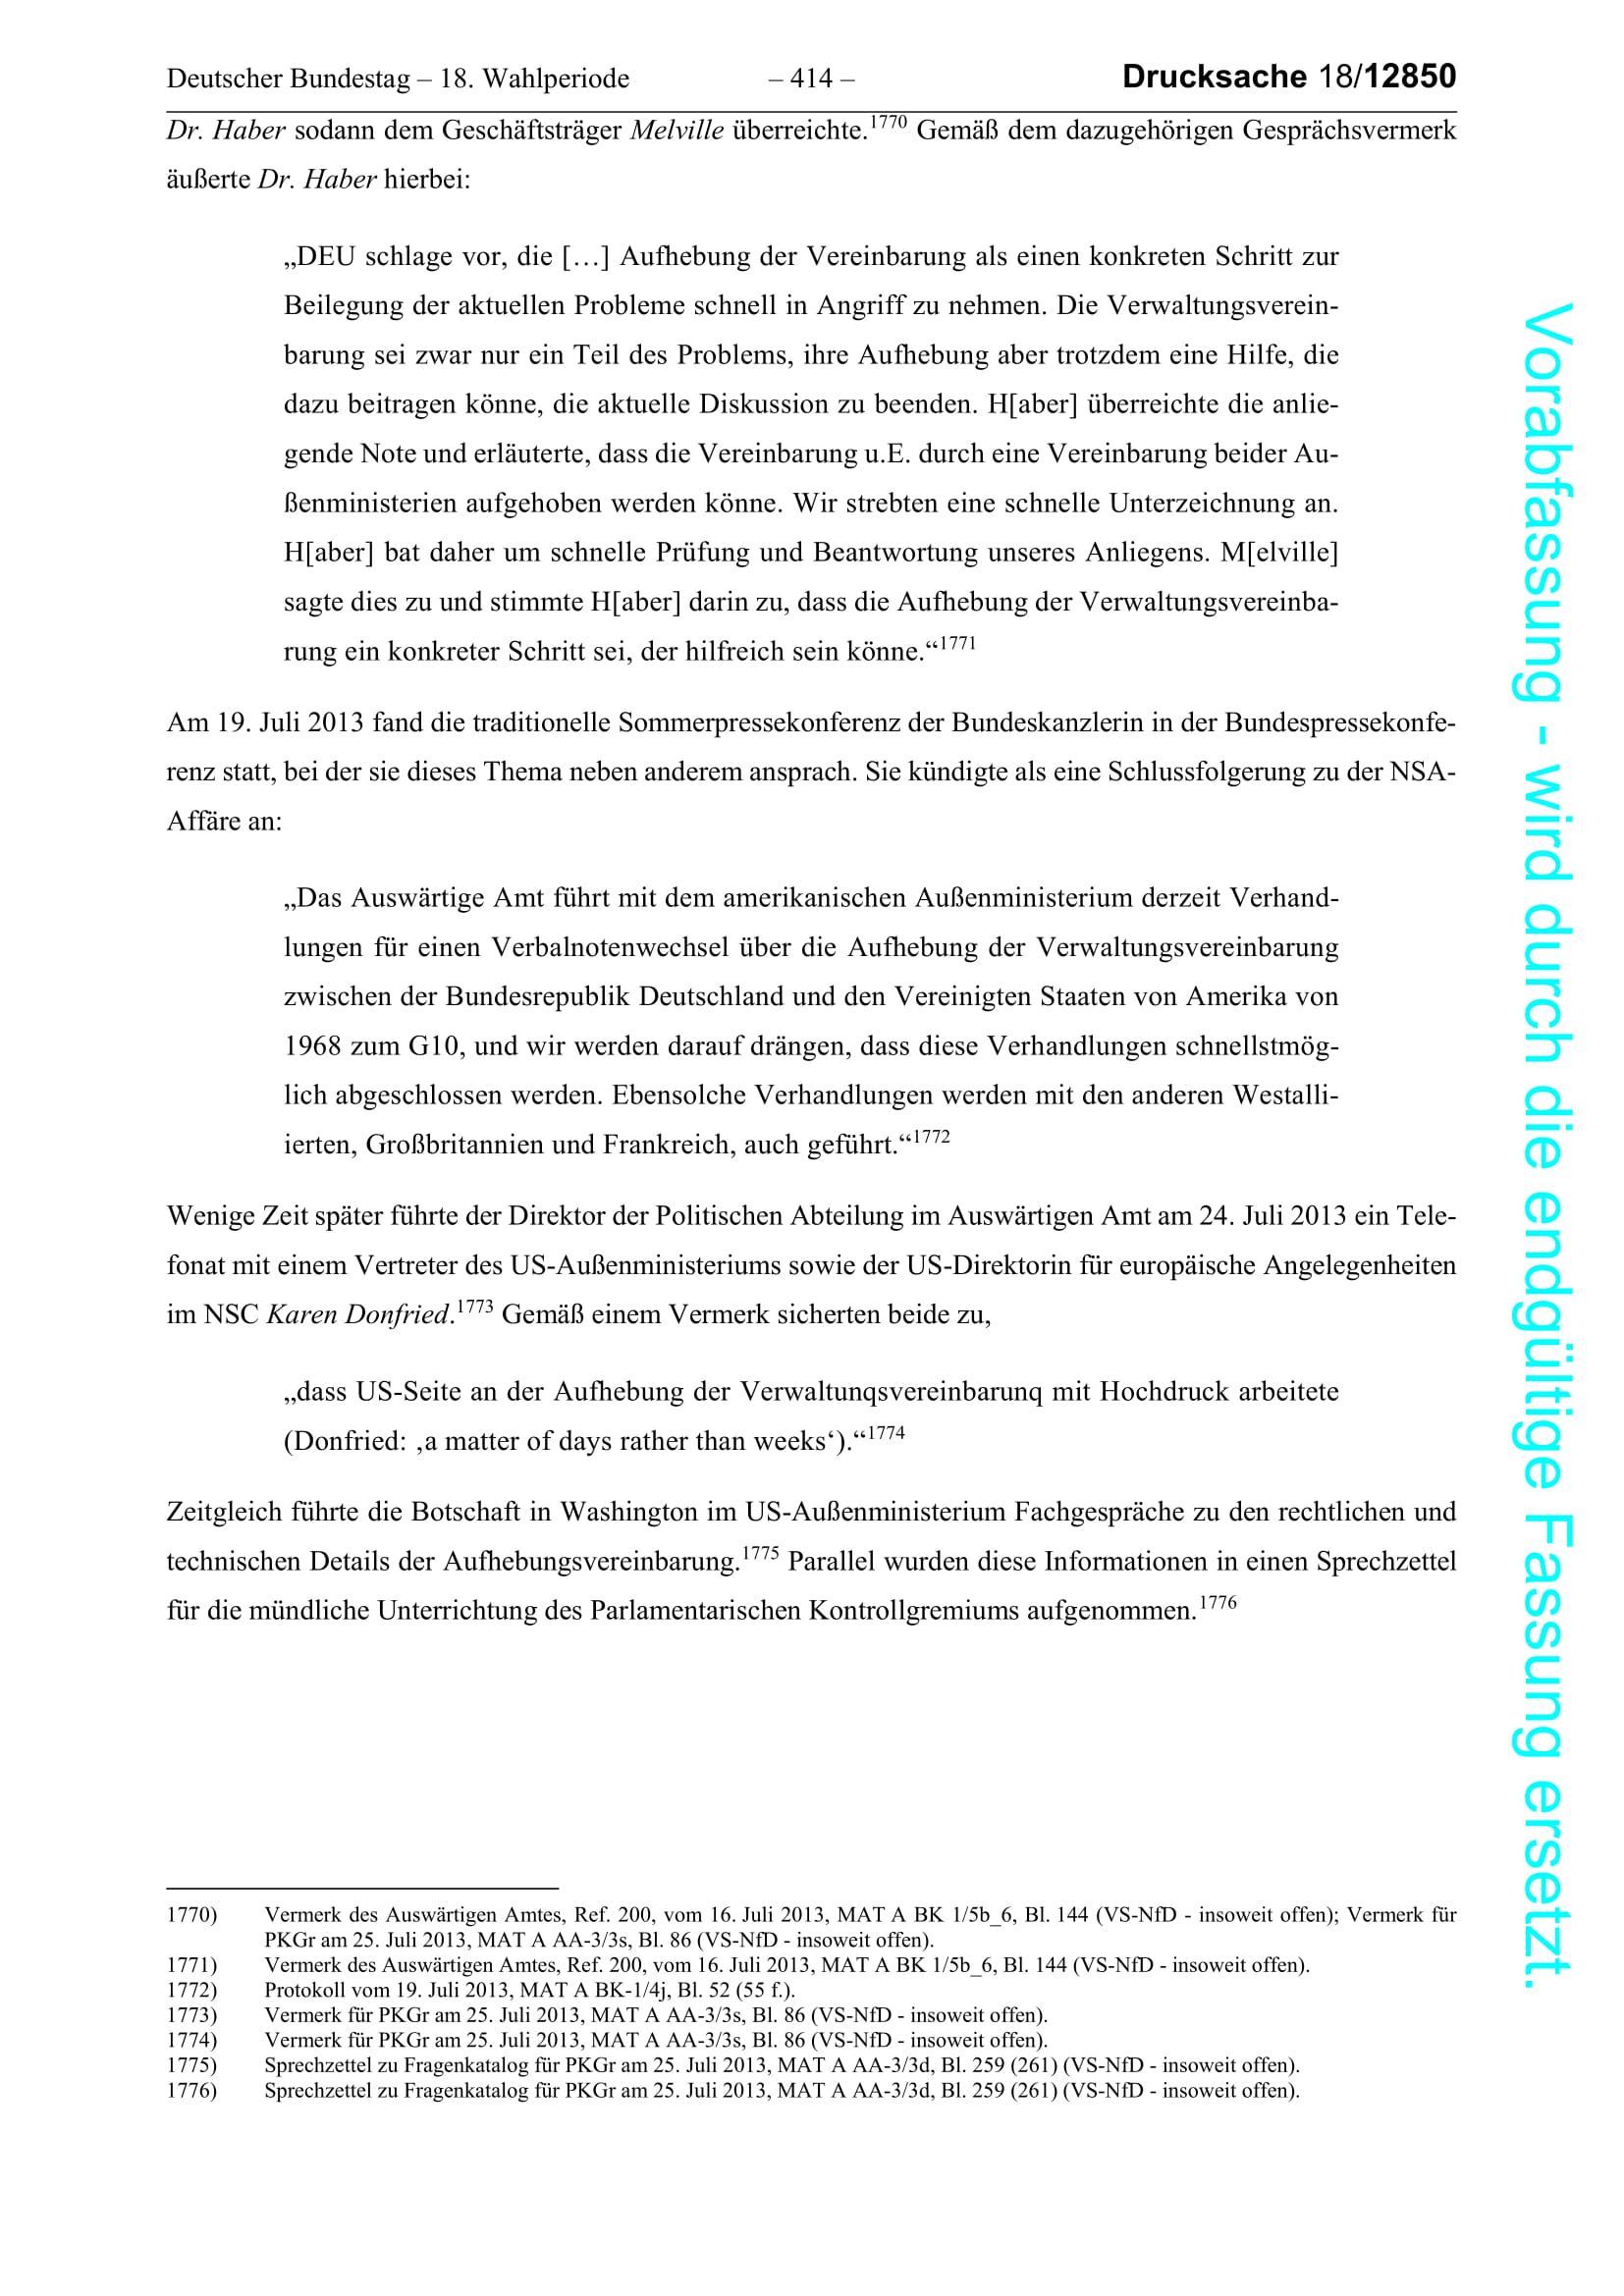 Deutscher Bundestag – 18. Wahlperiode – 414 – Drucksache 18/12850
Dr. Haber sodann dem Geschäftsträger Melville überreichte.1770 Gemäß dem dazugehörigen Gesprächsvermerk
äußerte Dr. Haber hierbei:
„DEU schlage vor, die […] Aufhebung der Vereinbarung als einen konkreten Schritt zur
Beilegung der aktuellen Probleme schnell in Angriff zu nehmen. Die Verwaltungsverein-
barung sei zwar nur ein Teil des Problems, ihre Aufhebung aber trotzdem eine Hilfe, die
dazu beitragen könne, die aktuelle Diskussion zu beenden. H[aber] überreichte die anlie-
gende Note und erläuterte, dass die Vereinbarung u.E. durch eine Vereinbarung beider Au-
ßenministerien aufgehoben werden könne. Wir strebten eine schnelle Unterzeichnung an.
H[aber] bat daher um schnelle Prüfung und Beantwortung unseres Anliegens. M[elville]
sagte dies zu und stimmte H[aber] darin zu, dass die Aufhebung der Verwaltungsvereinba-
rung ein konkreter Schritt sei, der hilfreich sein könne.“1771
Am 19. Juli 2013 fand die traditionelle Sommerpressekonferenz der Bundeskanzlerin in der Bundespressekonfe-
renz statt, bei der sie dieses Thema neben anderem ansprach. Sie kündigte als eine Schlussfolgerung zu der NSA-
Affäre an:
„Das Auswärtige Amt führt mit dem amerikanischen Außenministerium derzeit Verhand-
lungen für einen Verbalnotenwechsel über die Aufhebung der Verwaltungsvereinbarung
zwischen der Bundesrepublik Deutschland und den Vereinigten Staaten von Amerika von
1968 zum G10, und wir werden darauf drängen, dass diese Verhandlungen schnellstmög-
lich abgeschlossen werden. Ebensolche Verhandlungen werden mit den anderen Westalli-
ierten, Großbritannien und Frankreich, auch geführt.“1772
Wenige Zeit später führte der Direktor der Politischen Abteilung im Auswärtigen Amt am 24. Juli 2013 ein Tele-
fonat mit einem Vertreter des US-Außenministeriums sowie der US-Direktorin für europäische Angelegenheiten
im NSC Karen Donfried.1773 Gemäß einem Vermerk sicherten beide zu,
„dass US-Seite an der Aufhebung der Verwaltunqsvereinbarunq mit Hochdruck arbeitete
(Donfried: ‚a matter of days rather than weeks‘).“1774
Zeitgleich führte die Botschaft in Washington im US-Außenministerium Fachgespräche zu den rechtlichen und
technischen Details der Aufhebungsvereinbarung.1775 Parallel wurden diese Informationen in einen Sprechzettel
für die mündliche Unterrichtung des Parlamentarischen Kontrollgremiums aufgenommen.1776
1770) Vermerk des Auswärtigen Amtes, Ref. 200, vom 16. Juli 2013, MAT A BK 1/5b_6, Bl. 144 (VS-NfD - insoweit offen); Vermerk für
PKGr am 25. Juli 2013, MAT A AA-3/3s, Bl. 86 (VS-NfD - insoweit offen).
1771) Vermerk des Auswärtigen Amtes, Ref. 200, vom 16. Juli 2013, MAT A BK 1/5b_6, Bl. 144 (VS-NfD - insoweit offen).
1772) Protokoll vom 19. Juli 2013, MAT A BK-1/4j, Bl. 52 (55 f.).
1773) Vermerk für PKGr am 25. Juli 2013, MAT A AA-3/3s, Bl. 86 (VS-NfD - insoweit offen).
1774) Vermerk für PKGr am 25. Juli 2013, MAT A AA-3/3s, Bl. 86 (VS-NfD - insoweit offen).
1775) Sprechzettel zu Fragenkatalog für PKGr am 25. Juli 2013, MAT A AA-3/3d, Bl. 259 (261) (VS-NfD - insoweit offen).
1776) Sprechzettel zu Fragenkatalog für PKGr am 25. Juli 2013, MAT A AA-3/3d, Bl. 259 (261) (VS-NfD - insoweit offen).
Vorabfassung - wird durch die endgültige Fassung ersetzt.